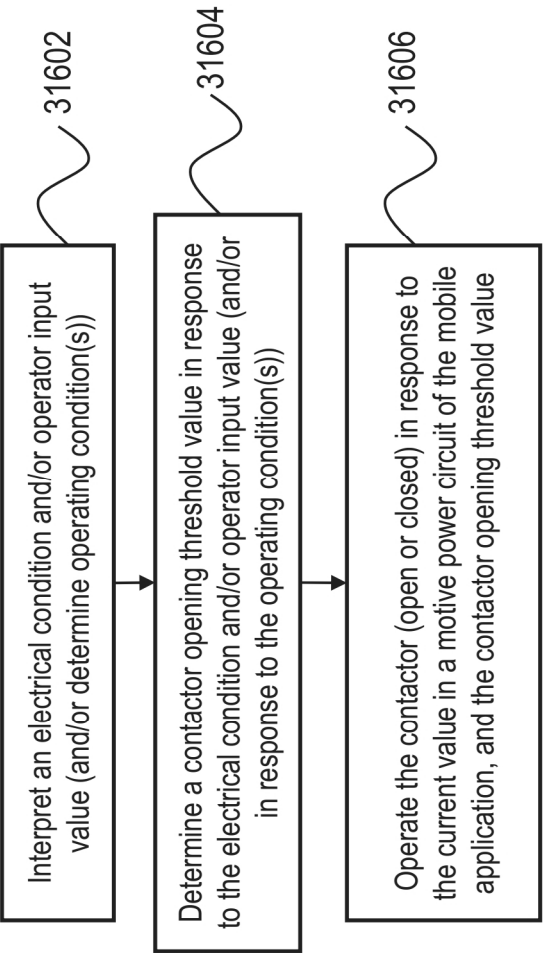 Interpret an electrical condition and/or operator input
value (and/or determine operating condition(s))
31602
Determine a contactor opening threshold value in response
to the electrical condition and/or operator input value (and/or
in response to the operating condition(s))
31604
Operate the contactor (open or closed) in response to
the current value in a motive power circuit of the mobile
application, and the contactor opening threshold value
31606